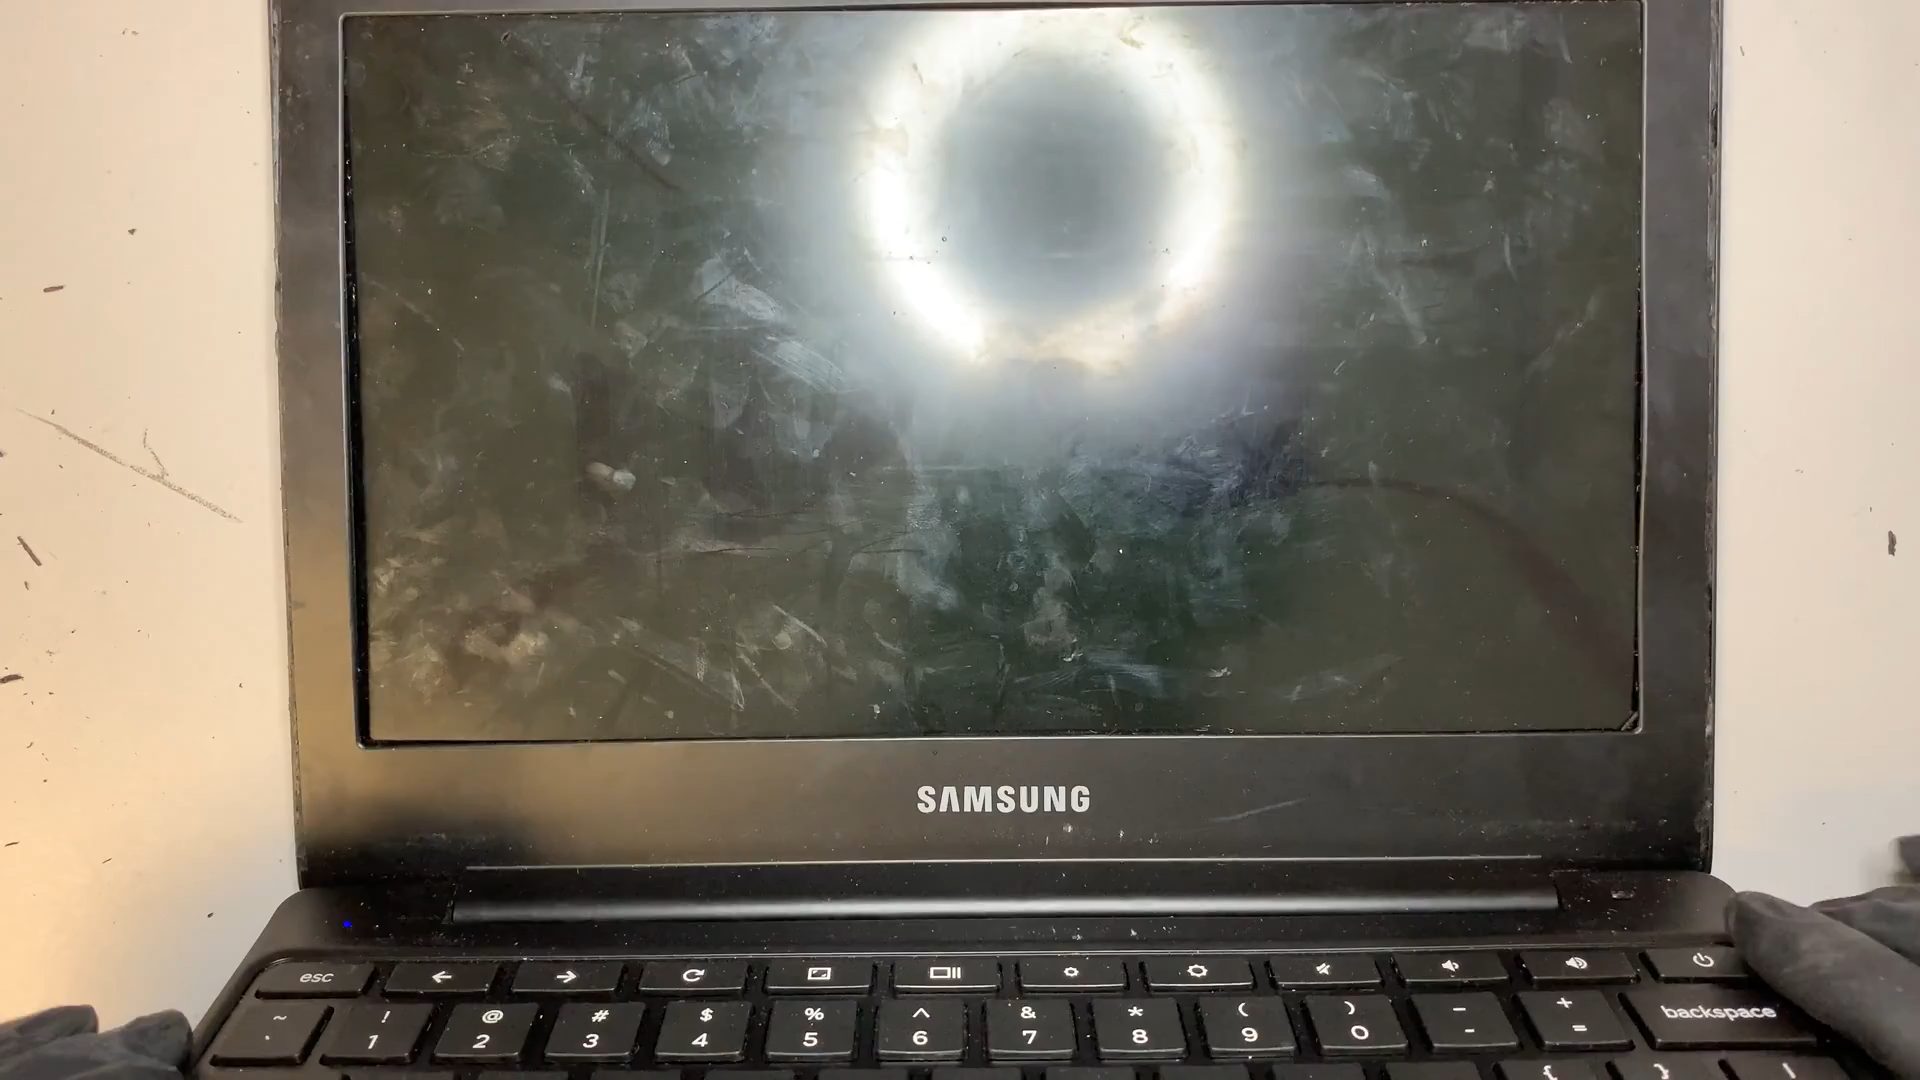 SAMSUNG
esc
~ ! @ # $ % ^ & * ( ) - +
` 1 2 3 4 5 6 7 8 9 0 - = backspace
{ } |